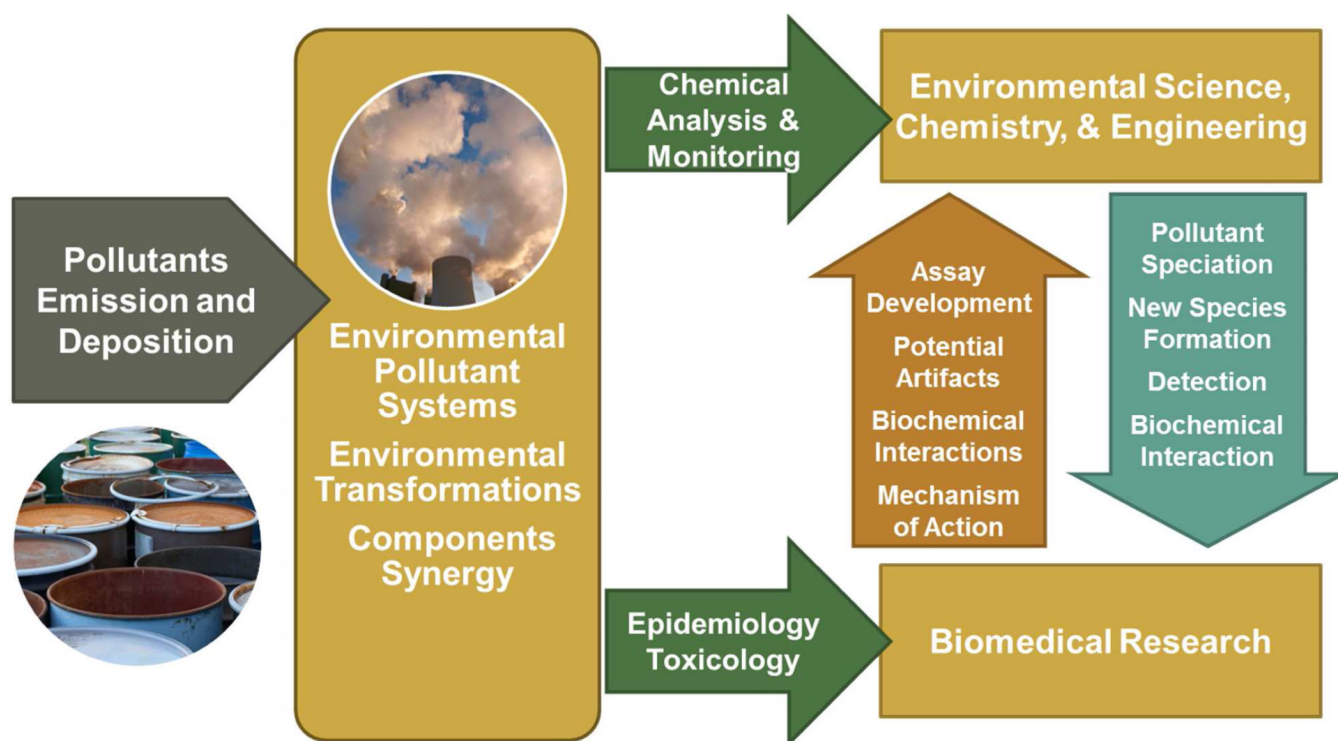 Pollutants
Emission and
Deposition
Environmental
Pollutant
Systems
Environmental
Transformations
Components
Synergy
Chemical
Analysis &
Monitoring
Epidemiology
Toxicology
Environmental Science,
Chemistry, & Engineering
Assay
Development
Potential
Artifacts
Biochemical
Interactions
Mechanism
of Action
Pollutant
Speciation
New Species
Formation
Detection
Biochemical
Interaction
Biomedical Research